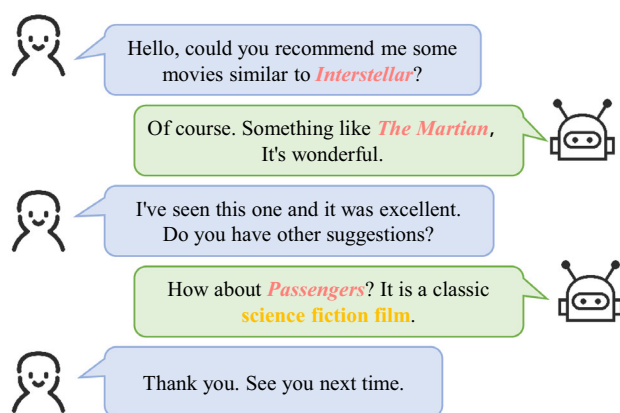 Hello, could you recommend me some
movies similar to Interstellar?
Of course. Something like The Martian,
It's wonderful.
I've seen this one and it was excellent.
Do you have other suggestions?
How about Passengers? It is a classic
science fiction film.
Thank you. See you next time.